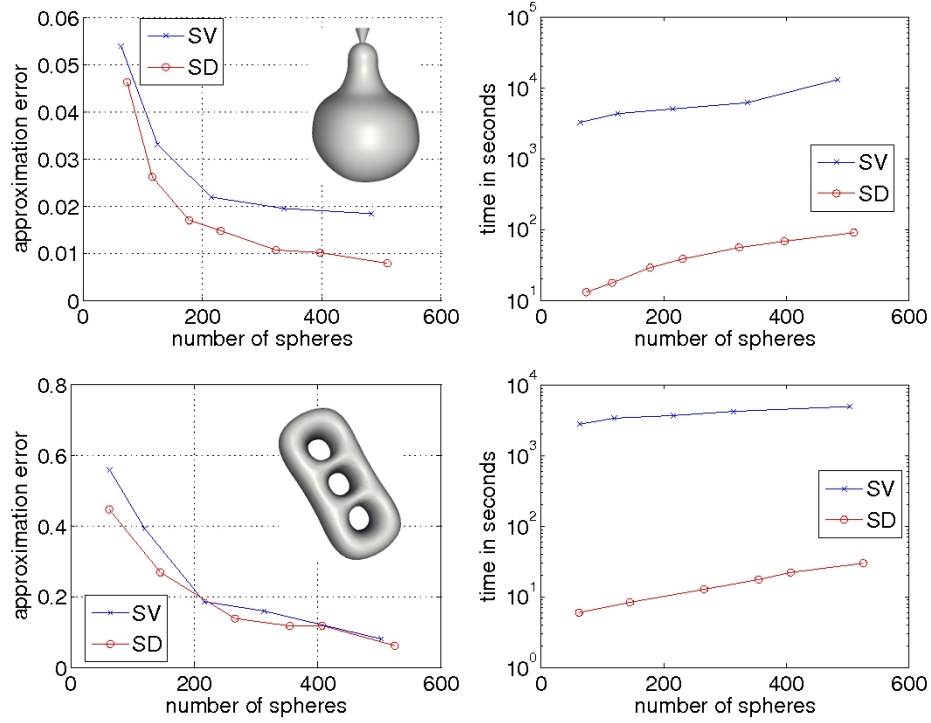 0.06
0.05
0.04
0.03
0.02
0.01
0
approximation error
SV
SD
0 200 400 600
number of spheres
10^5
10^4
10^3
10^2
10^1
time in seconds
SV
SD
0 200 400 600
number of spheres
0.8
0.6
0.4
0.2
0
approximation error
SV
SD
0 200 400 600
number of spheres
10^4
10^3
10^2
10^1
10^0
time in seconds
SV
SD
0 200 400 600
number of spheres